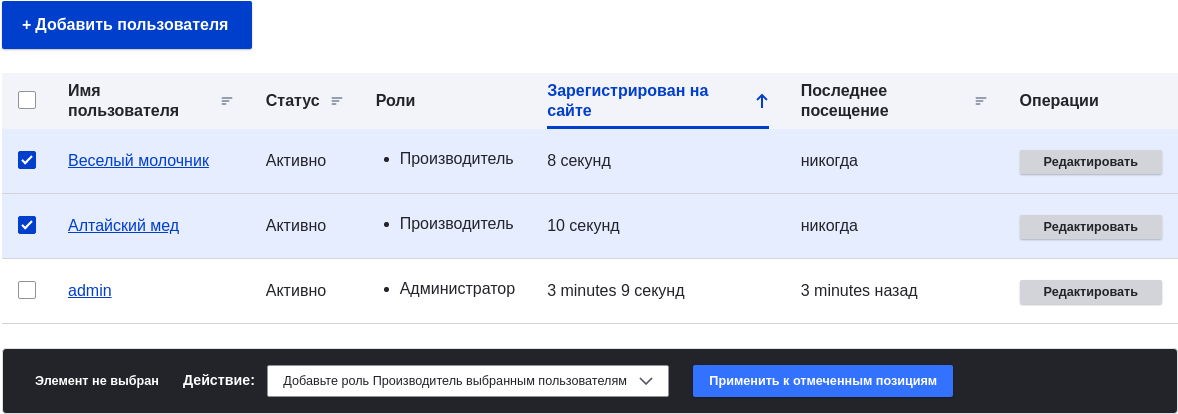 + Добавить пользователя
Имя пользователя Статус Роли Зарегистрирован на сайте Последнее посещение Операции
Веселый молочник Активно • Производитель 8 секунд никогда Редактировать
Алтайский мед Активно • Производитель 10 секунд никогда Редактировать
admin Активно • Администратор 3 minutes 9 секунд 3 minutes назад Редактировать
Элемент не выбран Действие: Добавьте роль Производитель выбранным пользователям Применить к отмеченным позициям